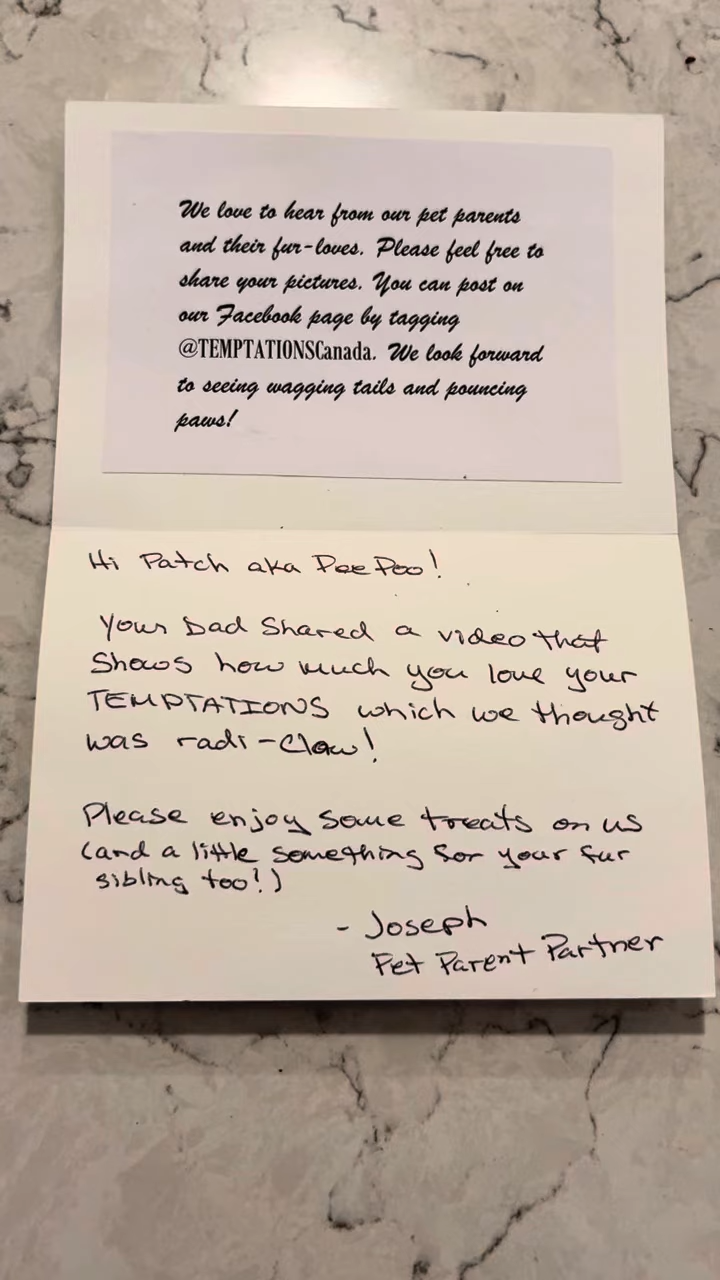 We love to hear from our pet parents
and their fur-loves. Please feel free to
share your pictures. You can post on
our Facebook page by tagging
@TEMPTATIONSCanada. We look forward
to seeing wagging tails and pouncing
paws!
Hi Patch aka PeePoo!
Your Dad Shared a video that
Shows how much you love your
TEMPTATIONS which we thought
was radi-claw!
Please enjoy some treats on us
(and a little something for your fur
sibling too!)
- Joseph
Pet Parent Partner